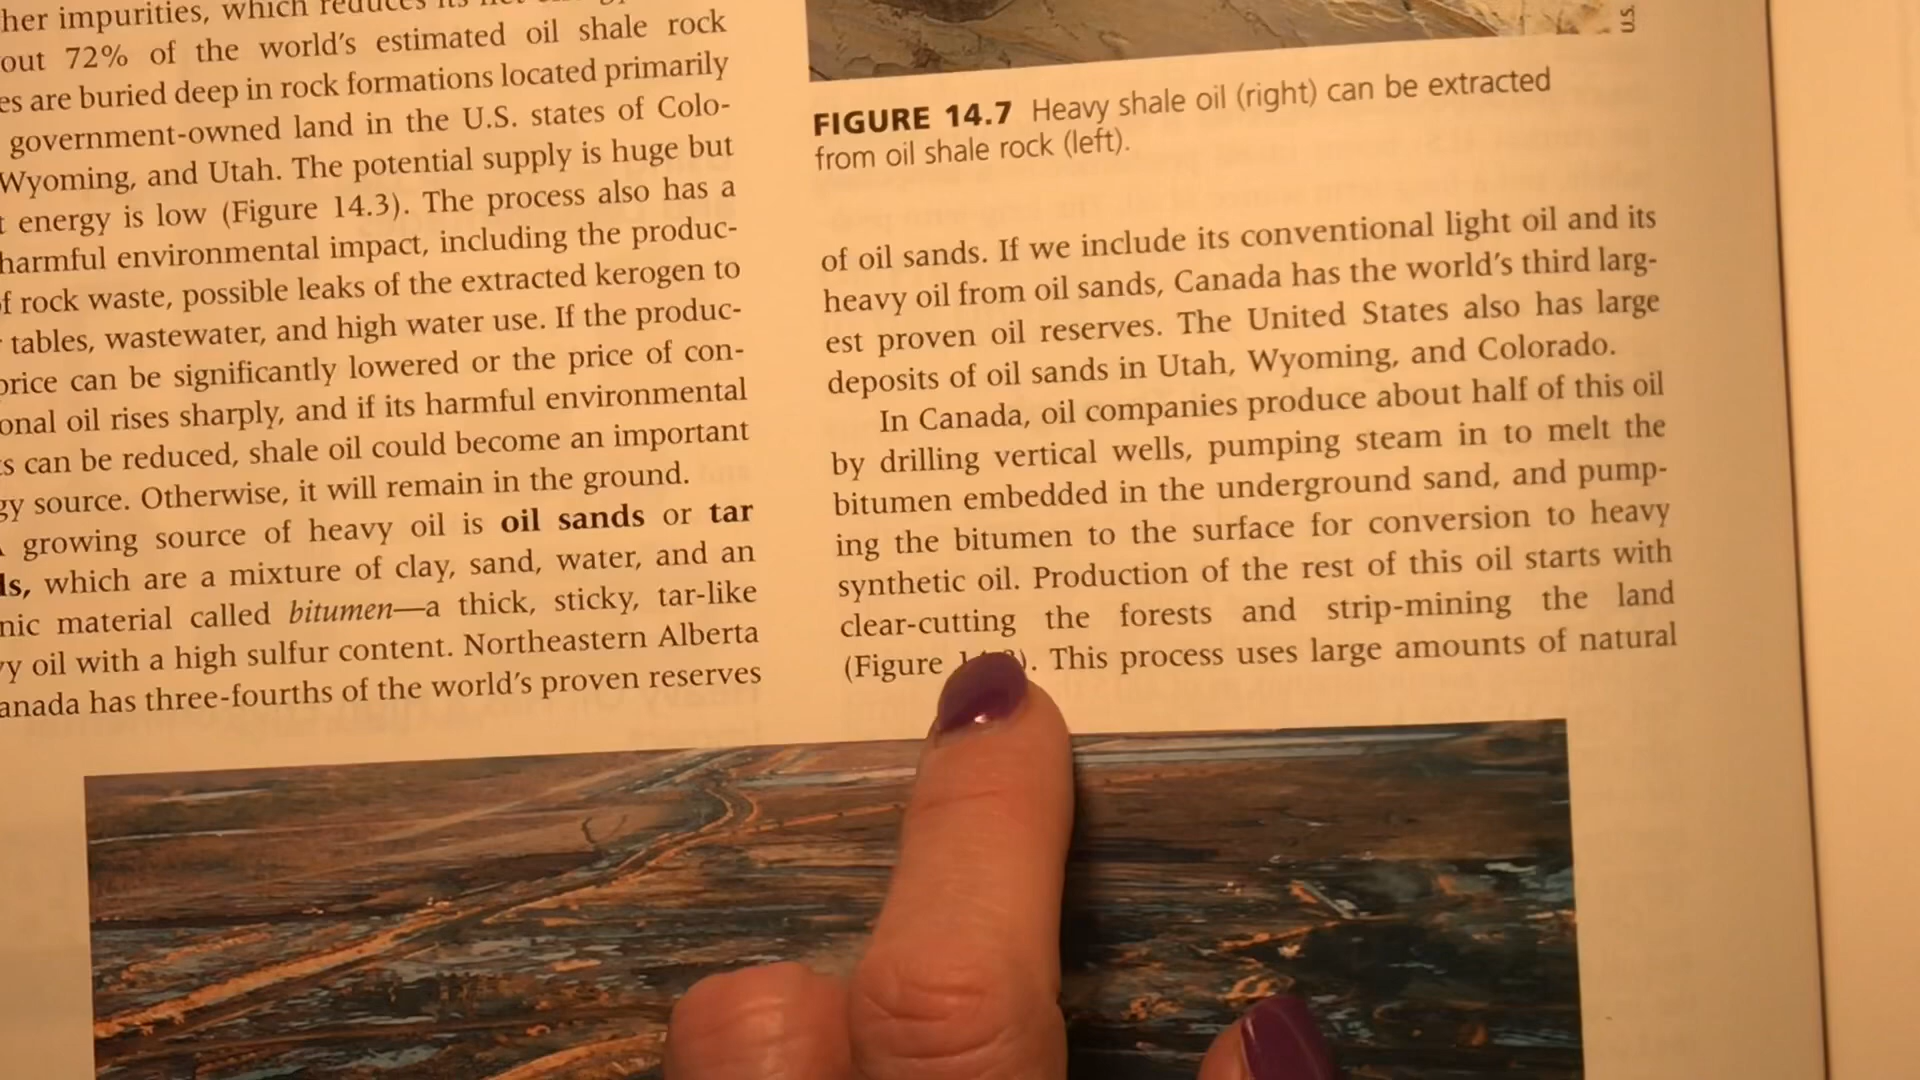 her impurities, which reduces its net
out 72% of the world's estimated oil shale rock
es are buried deep in rock formations located primarily
government-owned land in the U.S. states of Colo-
Wyoming, and Utah. The potential supply is huge but
t energy is low (Figure 14.3). The process also has a
harmful environmental impact, including the produc-
of rock waste, possible leaks of the extracted kerogen to
tables, wastewater, and high water use. If the produc-
price can be significantly lowered or the price of con-
onal oil rises sharply, and if its harmful environmental
s can be reduced, shale oil could become an important
gy source. Otherwise, it will remain in the ground.
growing source of heavy oil is oil sands or tar
ls, which are a mixture of clay, sand, water, and an
nic material called bitumen—a thick, sticky, tar-like
vy oil with a high sulfur content. Northeastern Alberta
anada has three-fourths of the world's proven reserves
U.S.
FIGURE 14.7 Heavy shale oil (right) can be extracted
from oil shale rock (left).
of oil sands. If we include its conventional light oil and its
heavy oil from oil sands, Canada has the world's third larg-
est proven oil reserves. The United States also has large
deposits of oil sands in Utah, Wyoming, and Colorado.
In Canada, oil companies produce about half of this oil
by drilling vertical wells, pumping steam in to melt the
bitumen embedded in the underground sand, and pump-
ing the bitumen to the surface for conversion to heavy
synthetic oil. Production of the rest of this oil starts with
clear-cutting the forests and strip-mining the land
(Figure ). This process uses large amounts of natural